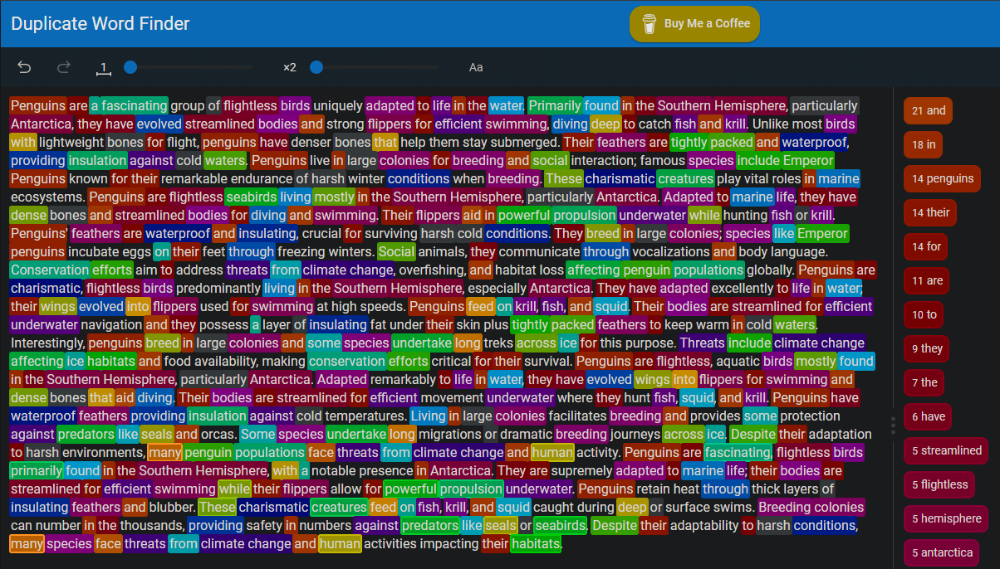 Duplicate Word Finder
Buy Me a Coffee
1
×2
Aa
Penguins are a fascinating group of flightless birds uniquely adapted to life in the water. Primarily found in the Southern Hemisphere, particularly
Antarctica, they have evolved streamlined bodies and strong flippers for efficient swimming, diving deep to catch fish and krill. Unlike most birds
with lightweight bones for flight, penguins have denser bones that help them stay submerged. Their feathers are tightly packed and waterproof,
providing insulation against cold waters. Penguins live in large colonies for breeding and social interaction; famous species include Emperor
Penguins known for their remarkable endurance of harsh winter conditions when breeding. These charismatic creatures play vital roles in marine
ecosystems. Penguins are flightless seabirds living mostly in the Southern Hemisphere, particularly Antarctica. Adapted to marine life, they have
dense bones and streamlined bodies for diving and swimming. Their flippers aid in powerful propulsion underwater while hunting fish or krill.
Penguins' feathers are waterproof and insulating, crucial for surviving harsh cold conditions. They breed in large colonies; species like Emperor
penguins incubate eggs on their feet through freezing winters. Social animals, they communicate through vocalizations and body language.
Conservation efforts aim to address threats from climate change, overfishing, and habitat loss affecting penguin populations globally. Penguins are
charismatic, flightless birds predominantly living in the Southern Hemisphere, especially Antarctica. They have adapted excellently to life in water;
their wings evolved into flippers used for swimming at high speeds. Penguins feed on krill, fish, and squid. Their bodies are streamlined for efficient
underwater navigation and they possess a layer of insulating fat under their skin plus tightly packed feathers to keep warm in cold waters.
Interestingly, penguins breed in large colonies and some species undertake long treks across ice for this purpose. Threats include climate change
affecting ice habitats and food availability, making conservation efforts critical for their survival. Penguins are flightless, aquatic birds mostly found
in the Southern Hemisphere, particularly Antarctica. Adapted remarkably to life in water, they have evolved wings into flippers for swimming and
dense bones that aid diving. Their bodies are streamlined for efficient movement underwater where they hunt fish, squid, and krill. Penguins have
waterproof feathers providing insulation against cold temperatures. Living in large colonies facilitates breeding and provides some protection
against predators like seals and orcas. Some species undertake long migrations or dramatic breeding journeys across ice. Despite their adaptation
to harsh environments, many penguin populations face threats from climate change and human activity. Penguins are fascinating, flightless birds
primarily found in the Southern Hemisphere, with a notable presence in Antarctica. They are supremely adapted to marine life; their bodies are
streamlined for efficient swimming while their flippers allow for powerful propulsion underwater. Penguins retain heat through thick layers of
insulating feathers and blubber. These charismatic creatures feed on fish, krill, and squid caught during deep or surface swims. Breeding colonies
can number in the thousands, providing safety in numbers against predators like seals or seabirds. Despite their adaptability to harsh conditions,
many species face threats from climate change and human activities impacting their habitats.
21 and
18 in
14 penguins
14 their
14 for
11 are
10 to
9 they
7 the
6 have
5 streamlined
5 flightless
5 hemisphere
5 antarctica